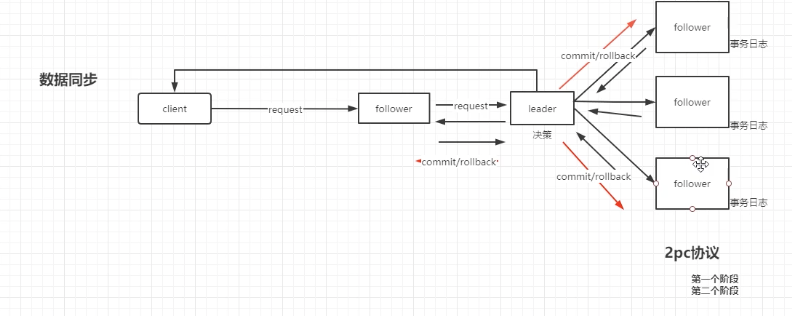 follower
事务日志
commit/rollback
数据同步
client
request
follower
request
leader
决策
follower
事务日志
commit/rollback
commit/rollback
follower
事务日志
2pc协议
第一个阶段
第二个阶段